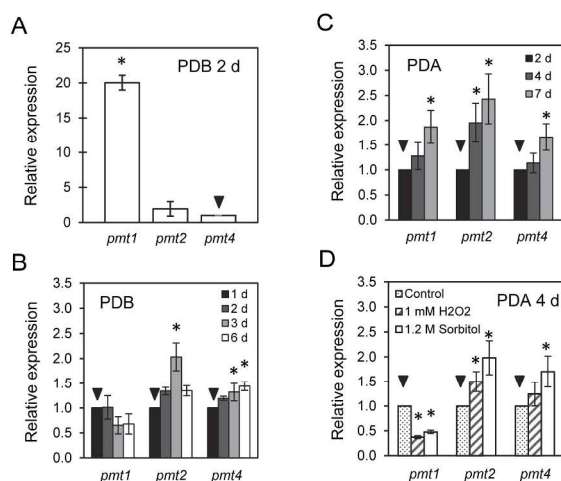 A
PDB 2 d
Relative expression
25
20
15
10
5
0
*
pmt1 pmt2 pmt4
B
PDB
Relative expression
3.5
3.0
2.5
2.0
1.5
1.0
0.5
0.0
1 d
2 d
3 d
6 d
*
* *
pmt1 pmt2 pmt4
C
PDA
Relative expression
3.5
3.0
2.5
2.0
1.5
1.0
0.5
0.0
2 d
4 d
7 d
* * * *
pmt1 pmt2 pmt4
D
PDA 4 d
Relative expression
3.5
3.0
2.5
2.0
1.5
1.0
0.5
0.0
Control
1 mM H2O2
1.2 M Sorbitol
* * * * *
pmt1 pmt2 pmt4